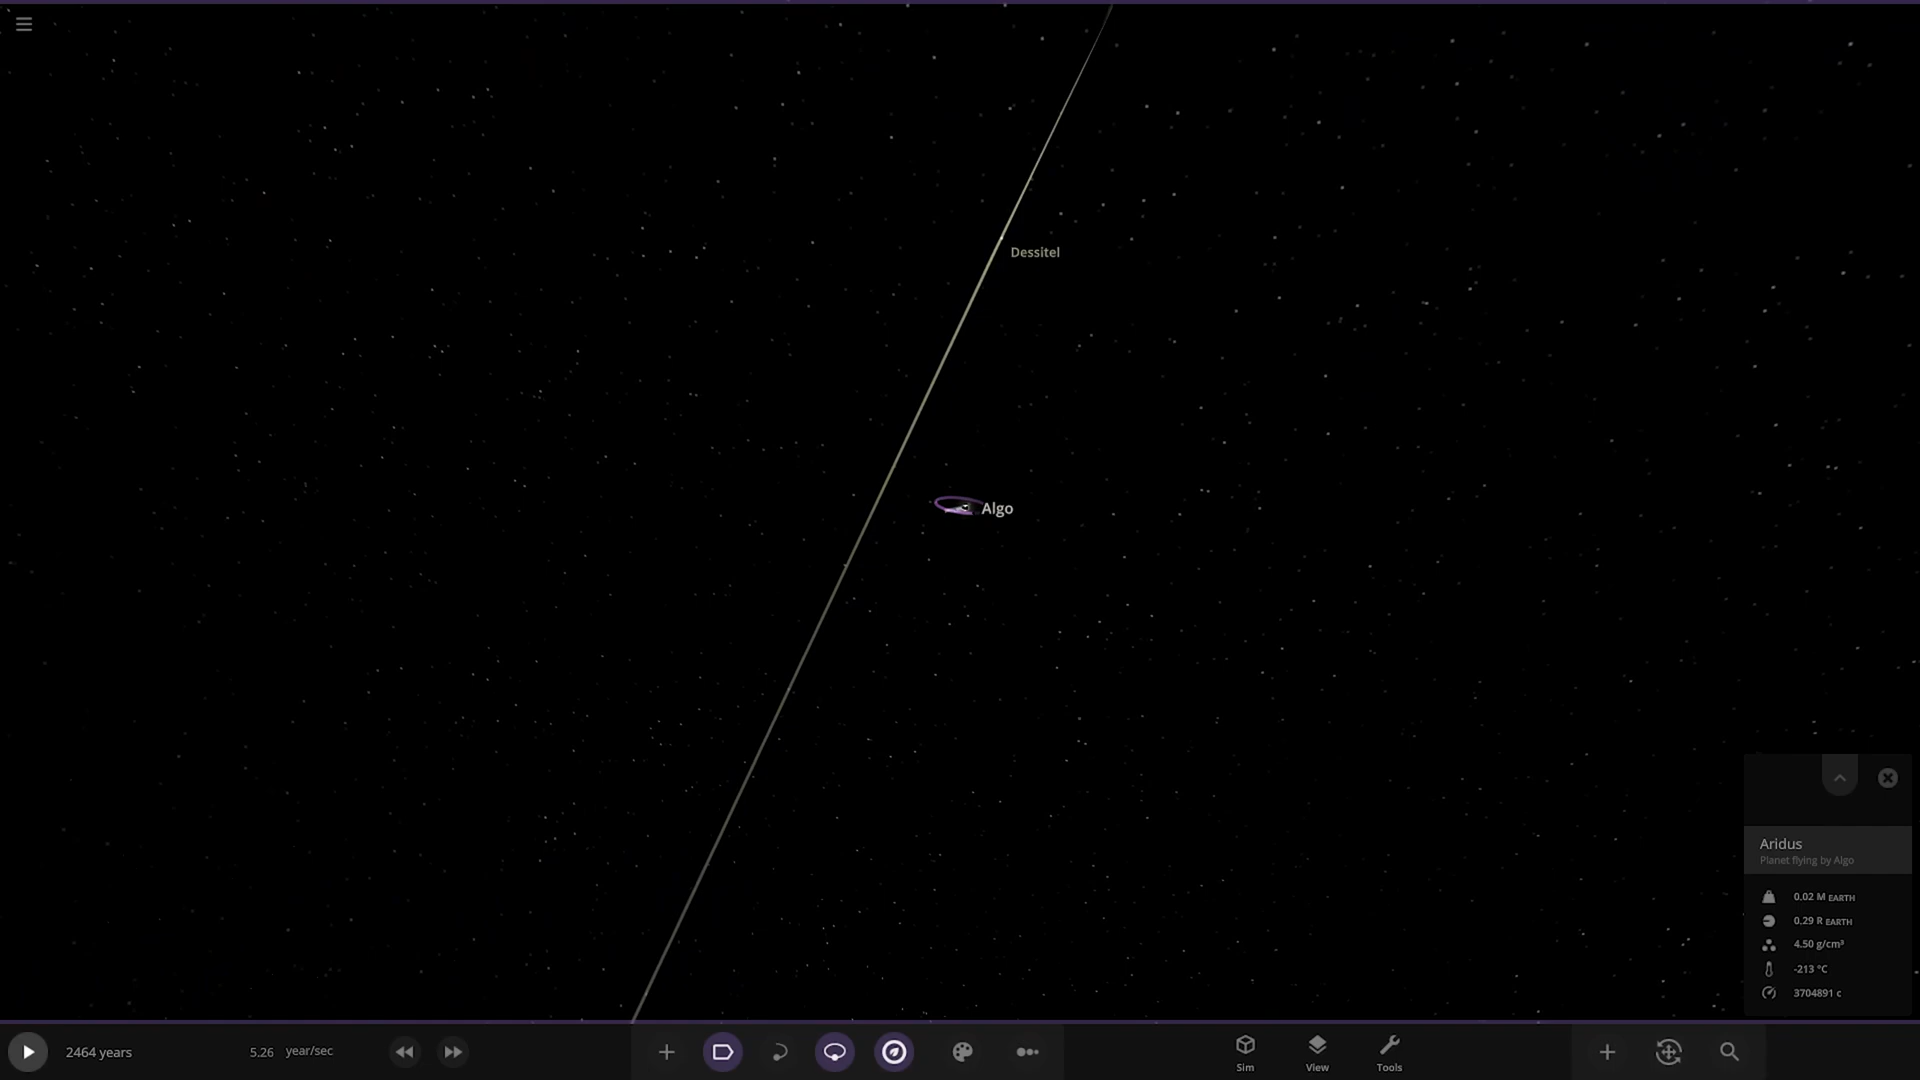 Dessitel
Algo
Aridus
Planet flying by Algo
0.02 M EARTH
0.29 R EARTH
4.50 g/cm³
-213 °C
3704891 c
2464 years
5.26 year/sec
Sim
View
Tools